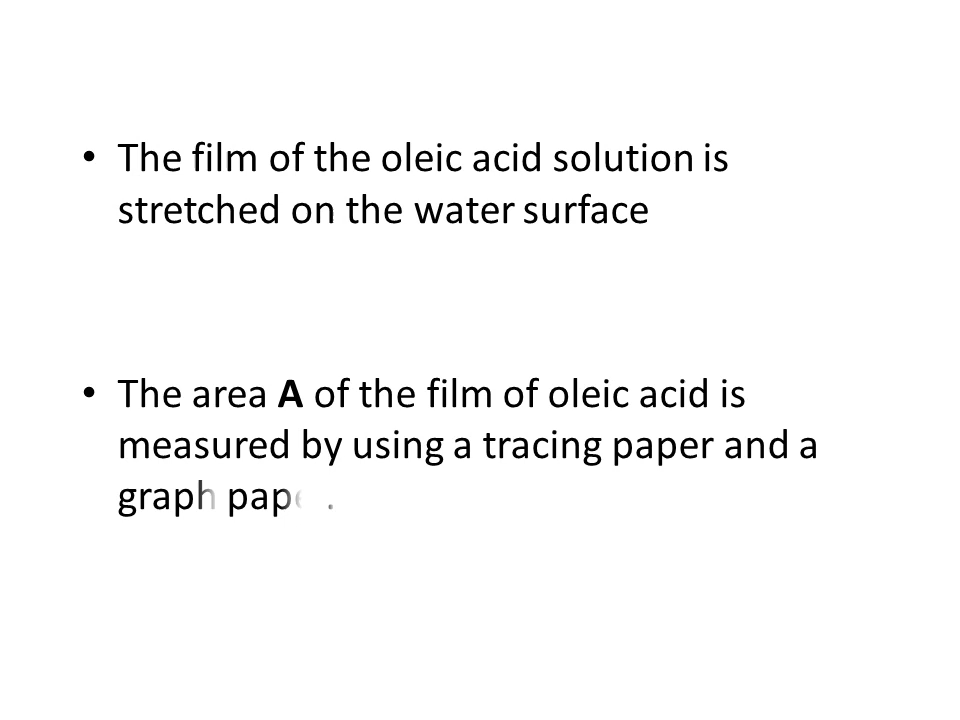 • The film of the oleic acid solution is
stretched on the water surface
• The area A of the film of oleic acid is
measured by using a tracing paper and a
graph paper.